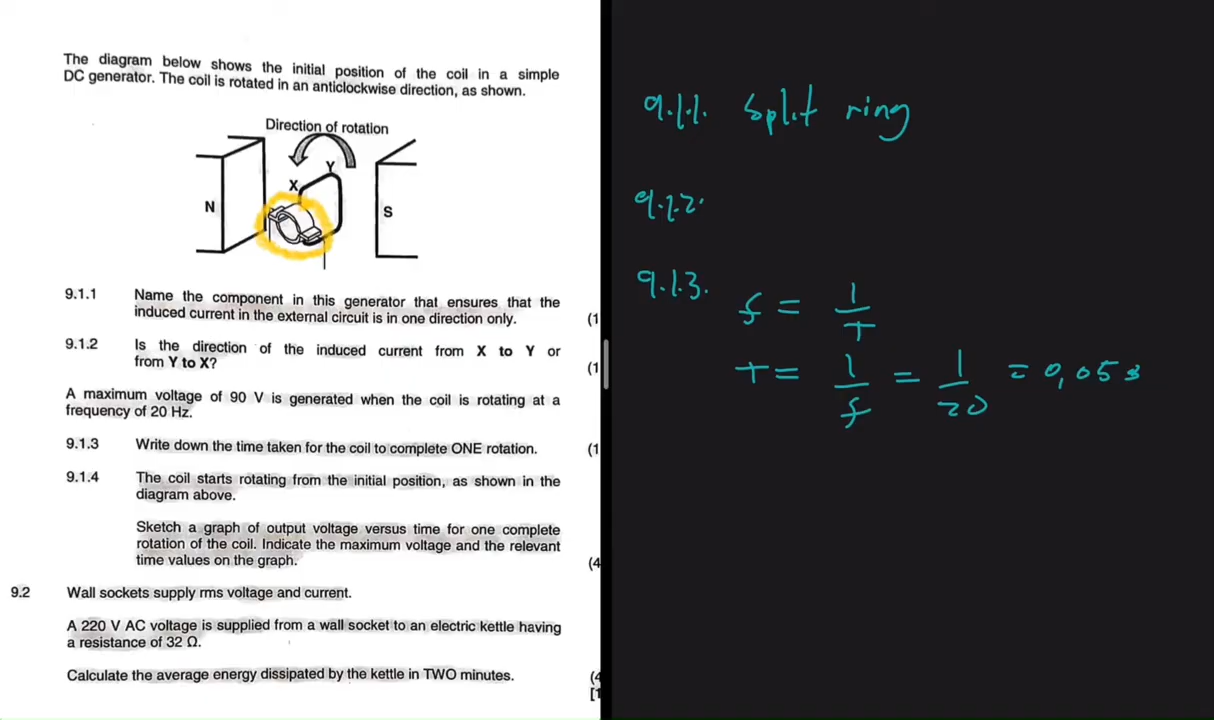 The diagram below shows the initial position of the coil in a simple
DC generator. The coil is rotated in an anticlockwise direction, as shown.
Direction of rotation
Y
X
N
S
9.1.1 Name the component in this generator that ensures that the
induced current in the external circuit is in one direction only. (1
9.1.2 Is the direction of the induced current from X to Y or
from Y to X? (1
A maximum voltage of 90 V is generated when the coil is rotating at a
frequency of 20 Hz.
9.1.3 Write down the time taken for the coil to complete ONE rotation. (1
9.1.4 The coil starts rotating from the initial position, as shown in the
diagram above.
Sketch a graph of output voltage versus time for one complete
rotation of the coil. Indicate the maximum voltage and the relevant
time values on the graph. (4
9.2 Wall sockets supply rms voltage and current.
A 220 V AC voltage is supplied from a wall socket to an electric kettle having
a resistance of 32 Ω.
Calculate the average energy dissipated by the kettle in TWO minutes. (4
[1
9.1.1. Split ring
9.1.2.
9.1.3. f = 1/T
T = 1/f = 1/20 = 0,05 s